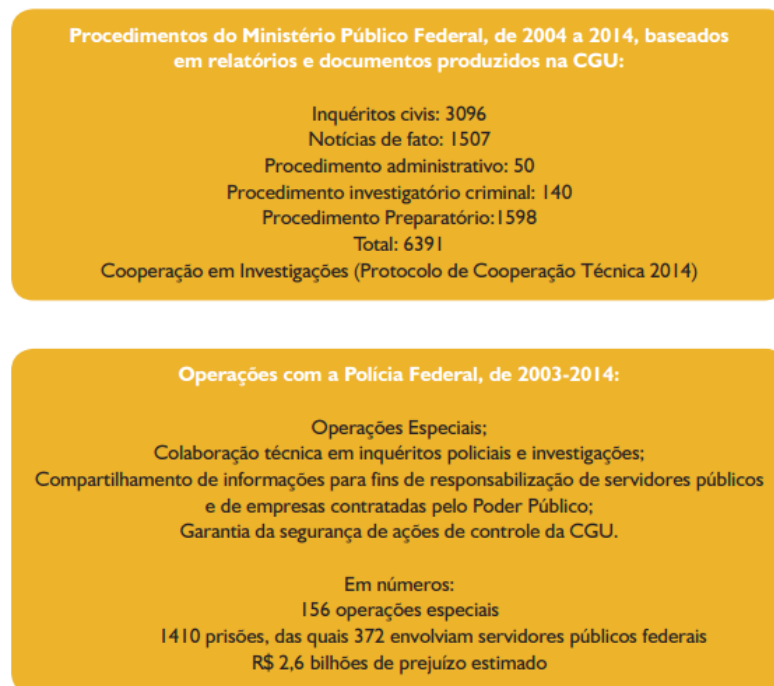 Procedimentos do Ministério Público Federal, de 2004 a 2014, baseados
em relatórios e documentos produzidos na CGU:
Inquéritos civis: 3096
Notícias de fato: 1507
Procedimento administrativo: 50
Procedimento investigatório criminal: 140
Procedimento Preparatório:1598
Total: 6391
Cooperação em Investigações (Protocolo de Cooperação Técnica 2014)
Operações com a Polícia Federal, de 2003-2014:
Operações Especiais;
Colaboração técnica em inquéritos policiais e investigações;
Compartilhamento de informações para fins de responsabilização de servidores públicos
e de empresas contratadas pelo Poder Público;
Garantia da segurança de ações de controle da CGU.
Em números:
156 operações especiais
1410 prisões, das quais 372 envolviam servidores públicos federais
R$ 2,6 bilhões de prejuízo estimado